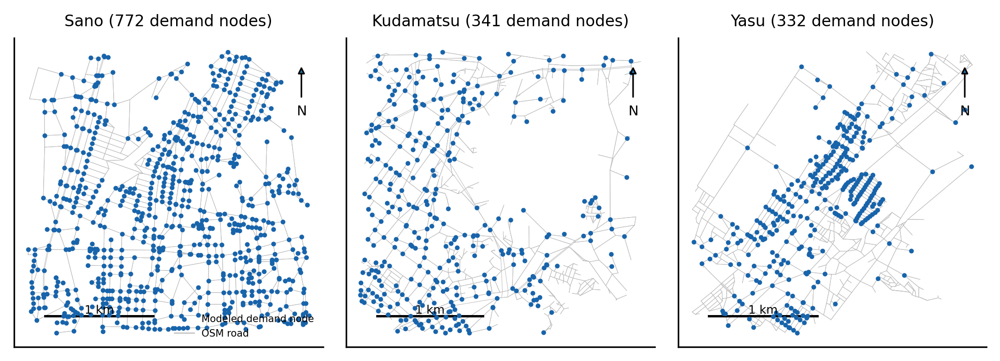 Sano (772 demand nodes)
N
1 km
Modeled demand node
OSM road
Kudamatsu (341 demand nodes)
N
1 km
Yasu (332 demand nodes)
N
1 km